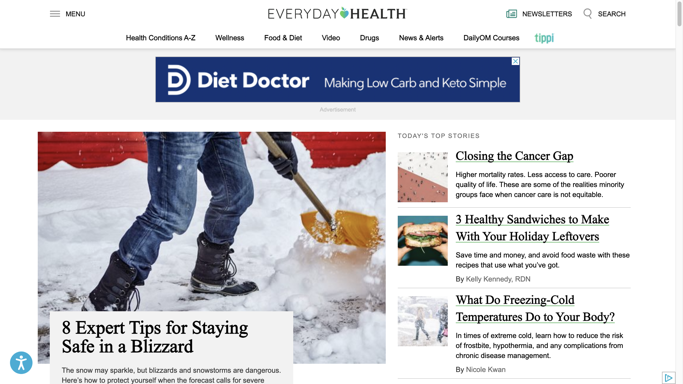 MENU
EVERYDAY HEALTH
NEWSLETTERS
SEARCH
Health Conditions A-Z
Wellness
Food & Diet
Video
Drugs
News & Alerts
DailyOM Courses
tippi
Diet Doctor Making Low Carb and Keto Simple
Advertisement
8 Expert Tips for Staying
Safe in a Blizzard
The snow may sparkle, but blizzards and snowstorms are dangerous.
Here's how to protect yourself when the forecast calls for severe
TODAY'S TOP STORIES
Closing the Cancer Gap
Higher mortality rates. Less access to care. Poorer
quality of life. These are some of the realities minority
groups face when cancer care is not equitable.
3 Healthy Sandwiches to Make
With Your Holiday Leftovers
Save time and money, and avoid food waste with these
recipes that use what you've got.
By Kelly Kennedy, RDN
What Do Freezing-Cold
Temperatures Do to Your Body?
In times of extreme cold, learn how to reduce the risk
of frostbite, hypothermia, and any complications from
chronic disease management.
By Nicole Kwan